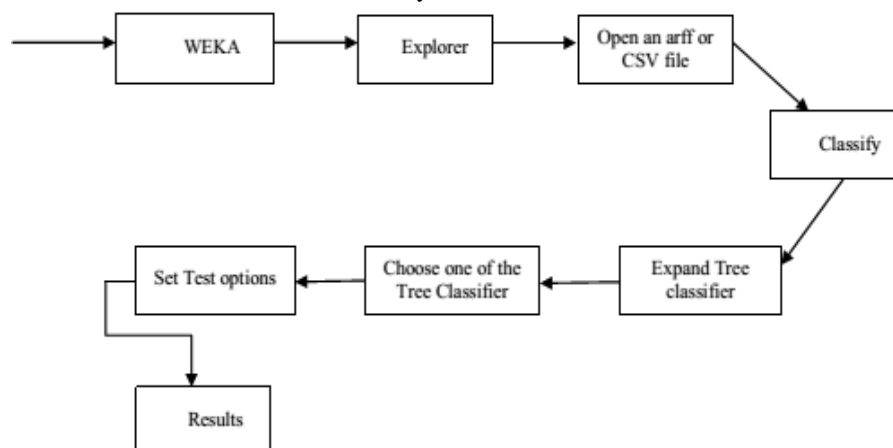 WEKA
Explorer
Open an arff or
CSV file
Classify
Expand Tree
classifier
Choose one of the
Tree Classifier
Set Test options
Results